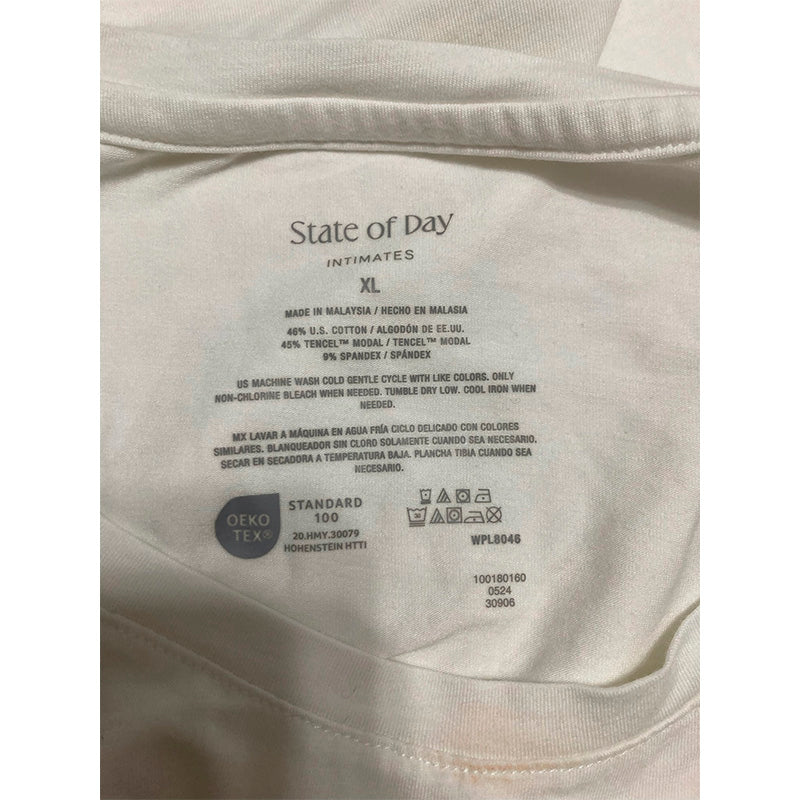 State of Day
INTIMATES
XL
MADE IN MALAYSIA / HECHO EN MALASIA
46% U.S. COTTON / ALGODÓN DE EE.UU.
45% TENCEL™ MODAL / TENCEL™ MODAL
9% SPANDEX / SPÁNDEX
US MACHINE WASH COLD GENTLE CYCLE WITH LIKE COLORS. ONLY
NON-CHLORINE BLEACH WHEN NEEDED. TUMBLE DRY LOW. COOL IRON WHEN
NEEDED.
MX LAVAR A MÁQUINA EN AGUA FRÍA CICLO DELICADO CON COLORES
SIMILARES. BLANQUEADOR SIN CLORO SOLAMENTE CUANDO SEA NECESARIO.
SECAR EN SECADORA A TEMPERATURA BAJA. PLANCHA TIBIA CUANDO SEA
NECESARIO.
OEKO
TEX®
STANDARD
100
20.HMY.30079
HOHENSTEIN HTTI
WPL8046
100180160
0524
30906